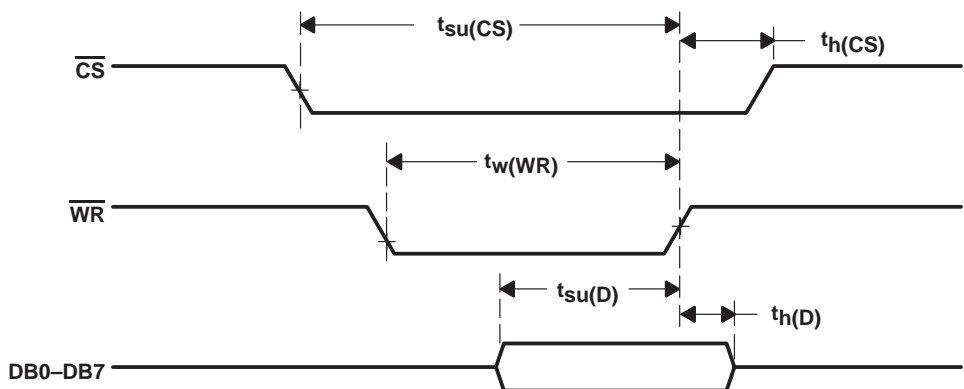 tsu(CS)
th(CS)
CS
tw(WR)
WR
tsu(D)
th(D)
DB0–DB7